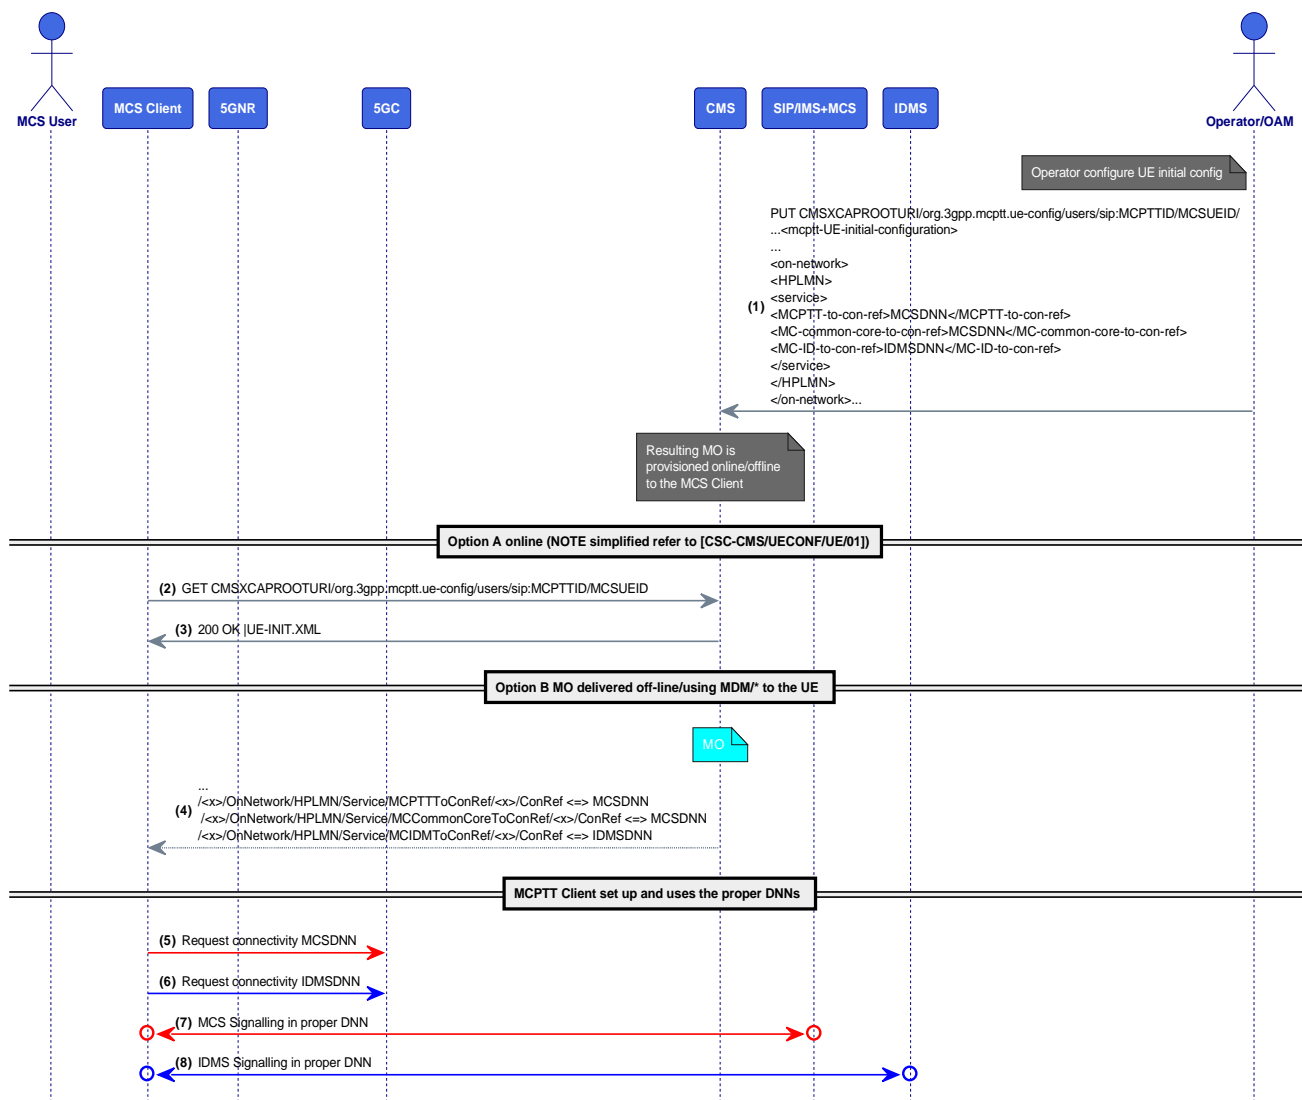 MCS User
MCS Client
5GNR
5GC
CMS
SIP/IMS+MCS
IDMS
Operator/OAM
Operator configure UE initial config
PUT CMSXCAPROOTURI/org.3gpp.mcptt.ue-config/users/sip:MCPTTID/MCSUEID/
...<mcptt-UE-initial-configuration>
...
<on-network>
<HPLMN>
<service>
(1)
<MCPTT-to-con-ref>MCSDNN</MCPTT-to-con-ref>
<MC-common-core-to-con-ref>MCSDNN</MC-common-core-to-con-ref>
<MC-ID-to-con-ref>IDMSDNN</MC-ID-to-con-ref>
</service>
</HPLMN>
</on-network>...
Resulting MO is
provisioned online/offline
to the MCS Client
Option A online (NOTE simplified refer to [CSC-CMS/UECONF/UE/01])
(2) GET CMSXCAPROOTURI/org.3gpp.mcptt.ue-config/users/sip:MCPTTID/MCSUEID
(3) 200 OK |UE-INIT.XML
Option B MO delivered off-line/using MDM/* to the UE
MO
...
/<x>/OnNetwork/HPLMN/Service/MCPTTToConRef/<x>/ConRef <=> MCSDNN
(4)
/<x>/OnNetwork/HPLMN/Service/MCCommonCoreToConRef/<x>/ConRef <=> MCSDNN
/<x>/OnNetwork/HPLMN/Service/MCIDMToConRef/<x>/ConRef <=> IDMSDNN
MCPTT Client set up and uses the proper DNNs
(5) Request connectivity MCSDNN
(6) Request connectivity IDMSDNN
(7) MCS Signalling in proper DNN
(8) IDMS Signalling in proper DNN